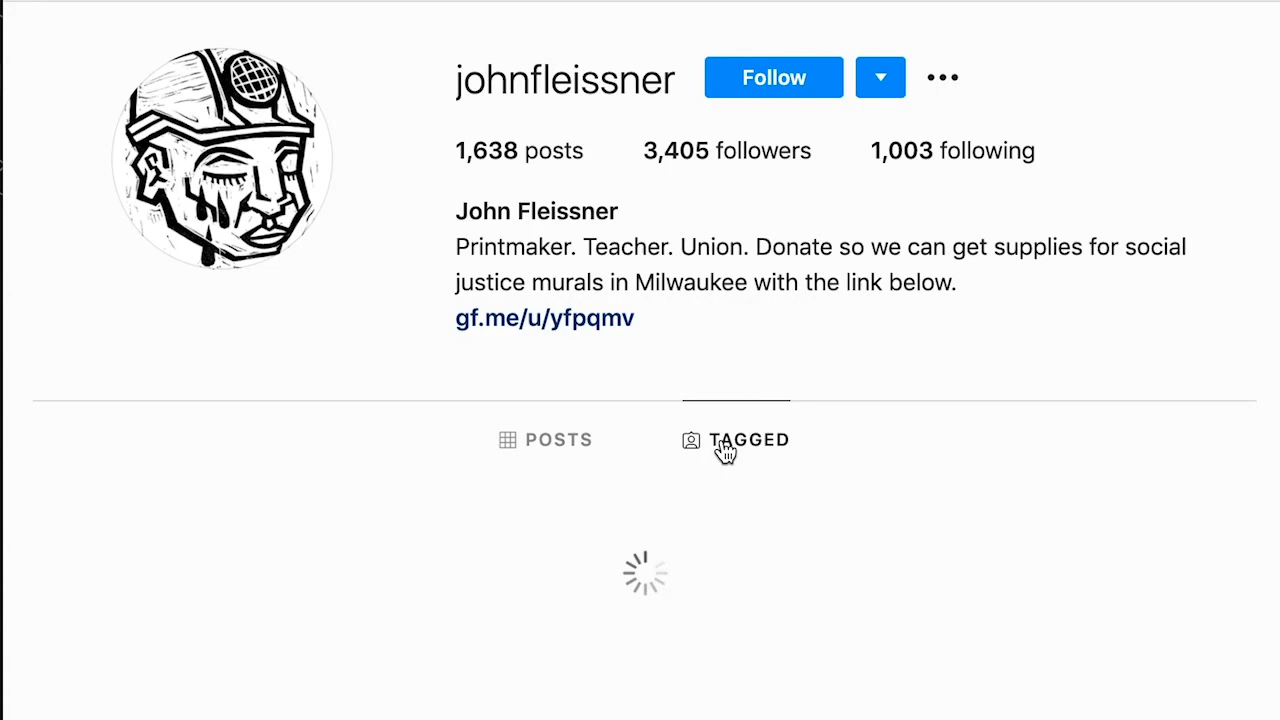 johnfleissner Follow
1,638 posts 3,405 followers 1,003 following
John Fleissner
Printmaker. Teacher. Union. Donate so we can get supplies for social
justice murals in Milwaukee with the link below.
gf.me/u/yfpqmv
POSTS TAGGED